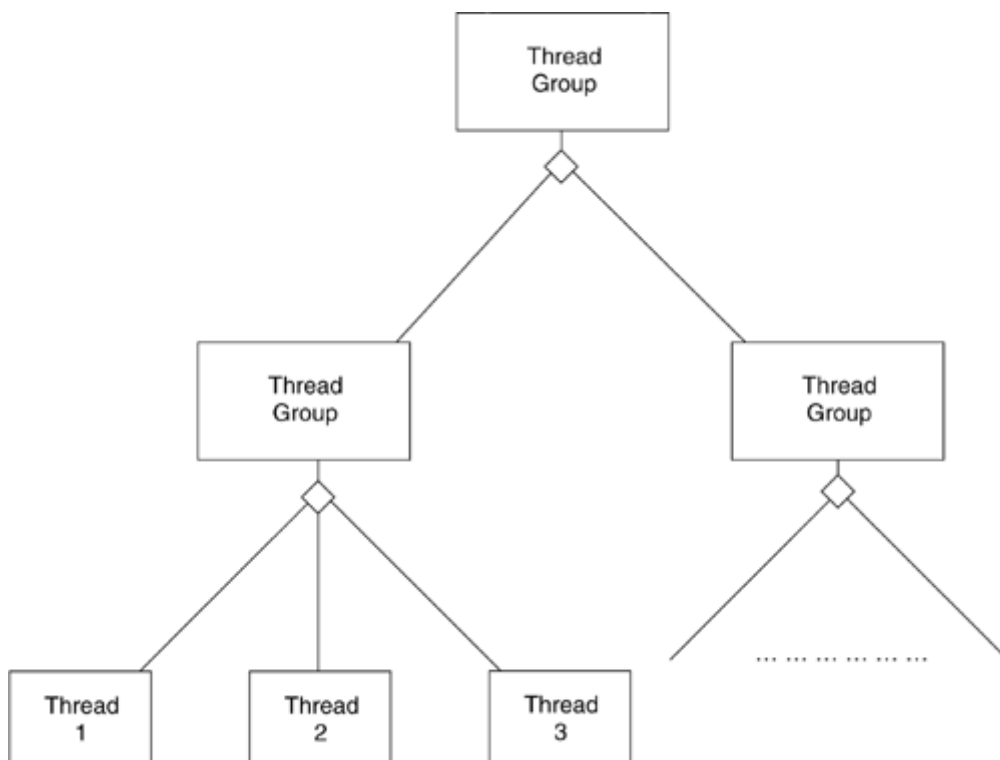 Thread
Group
Thread
Group
Thread
Group
... ... ... ... ... ...
Thread
1
Thread
2
Thread
3